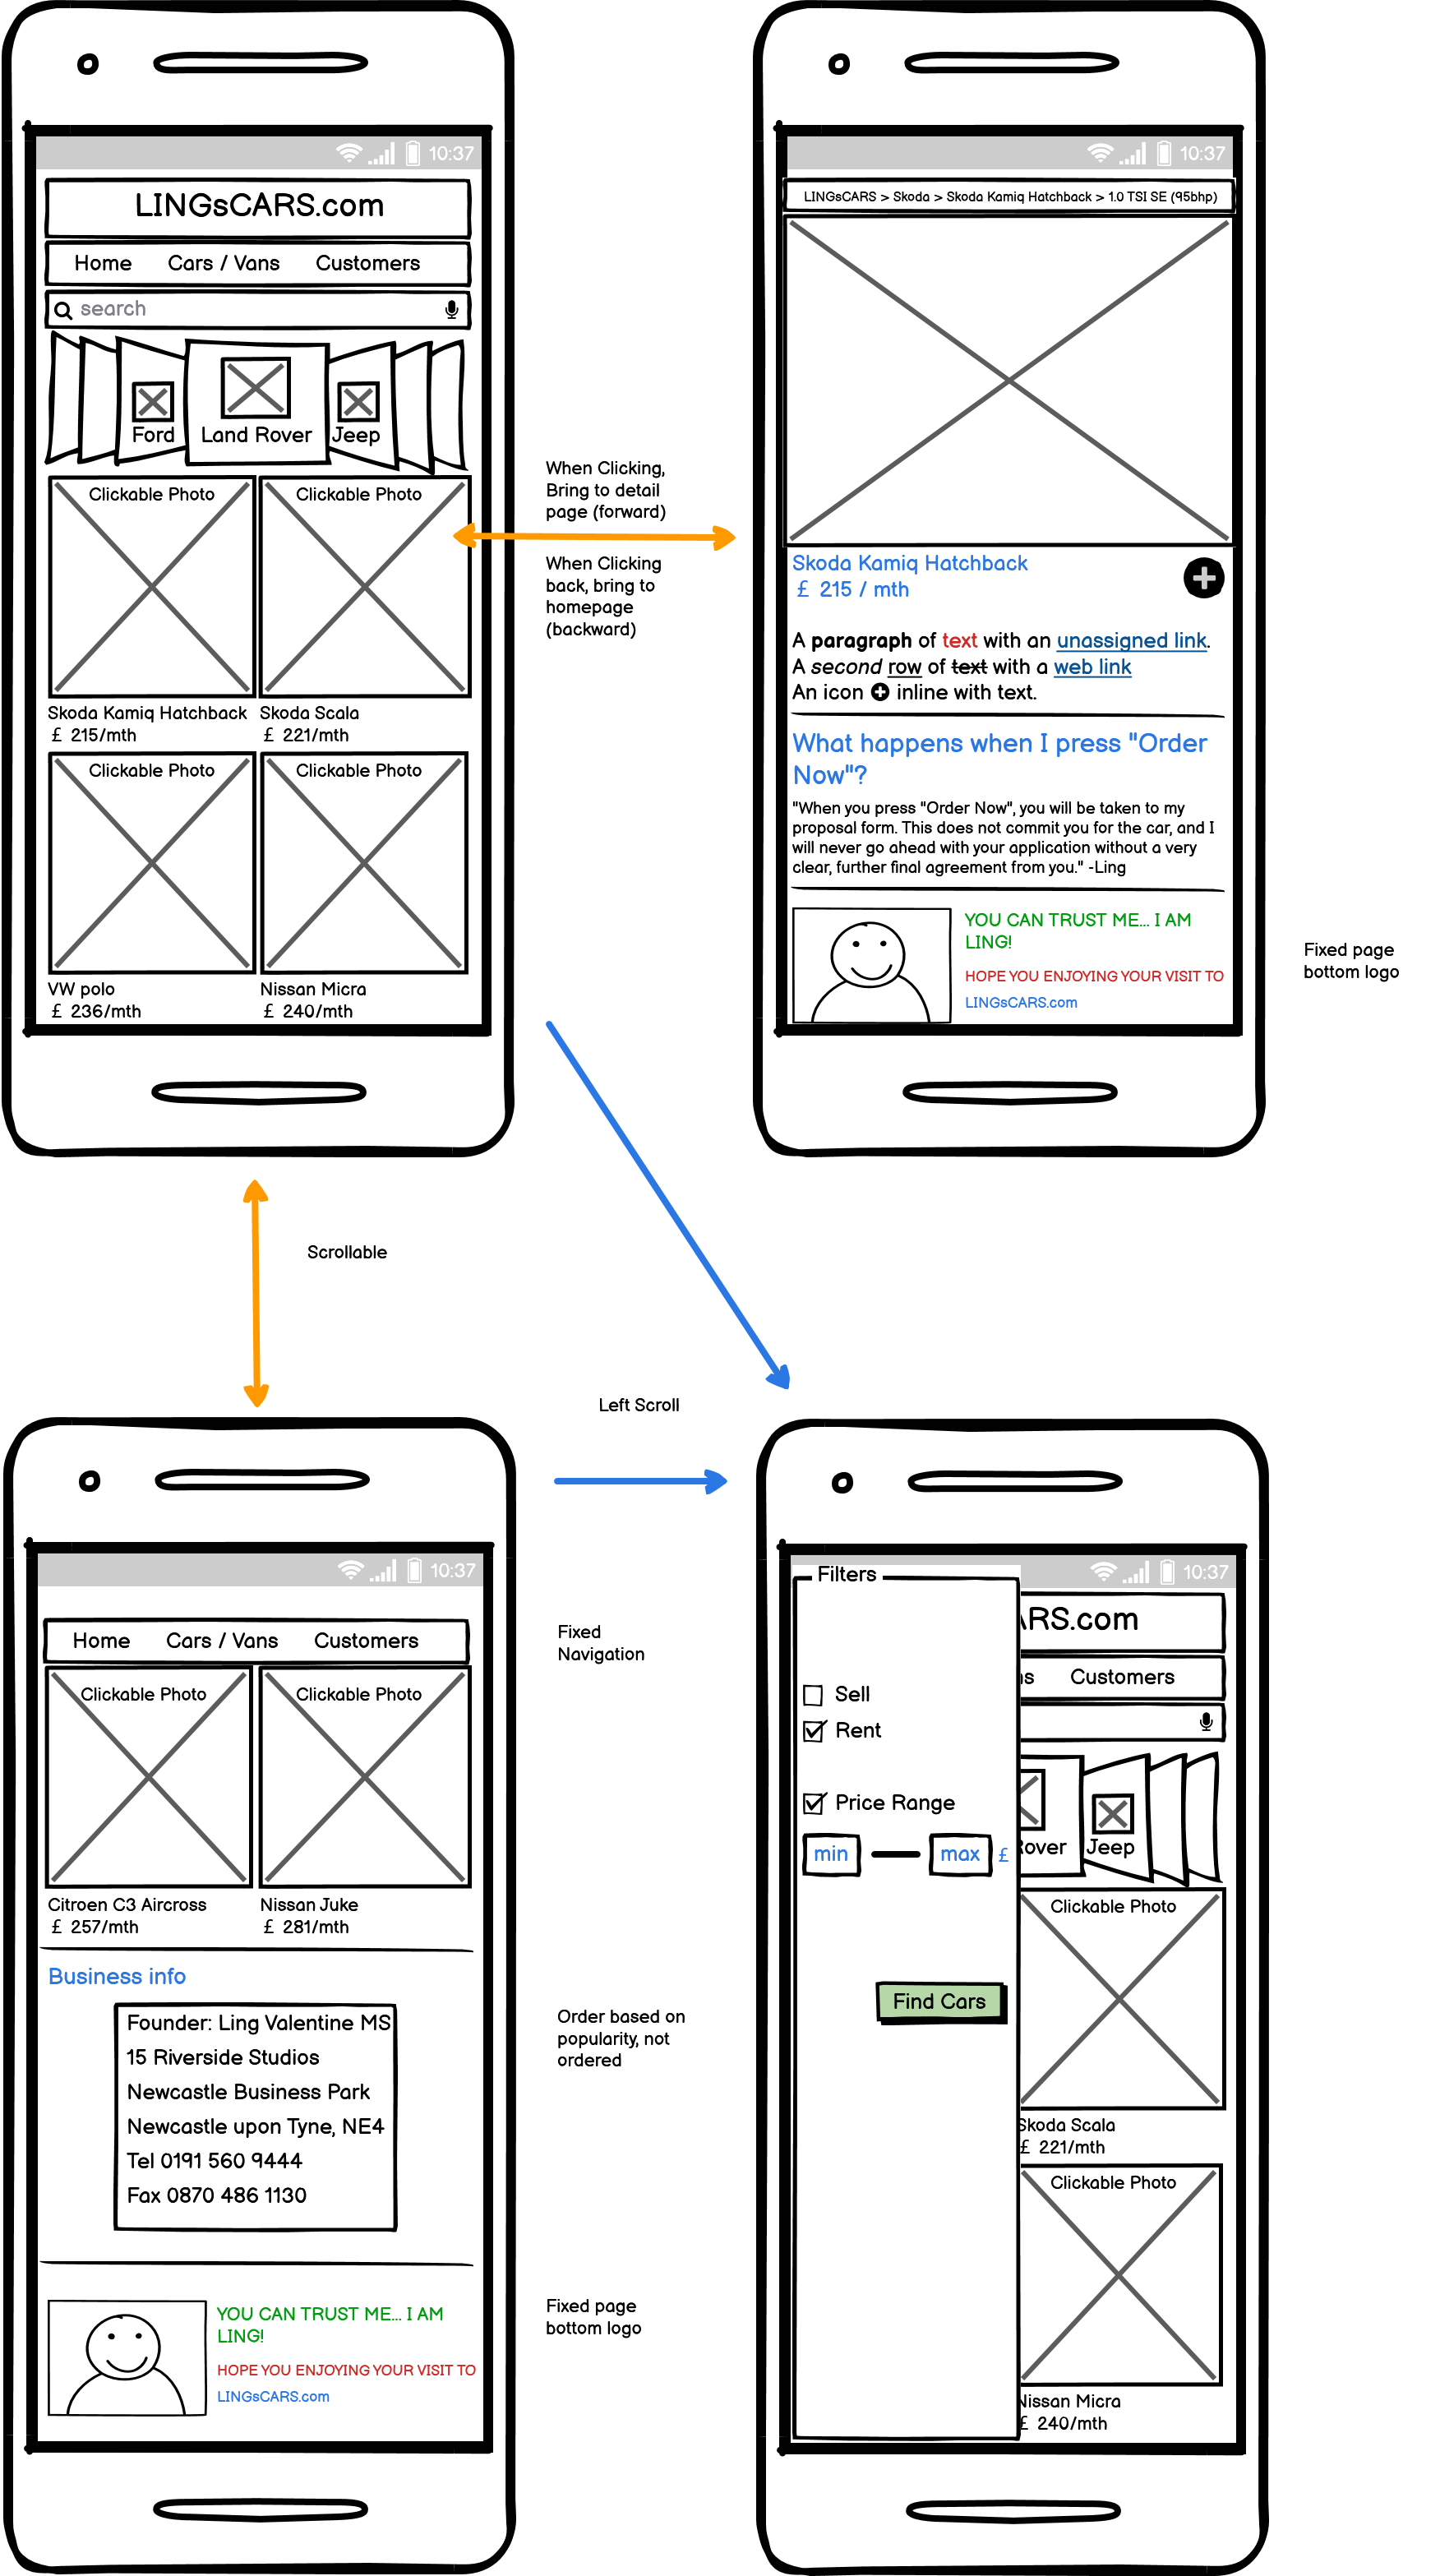 10:37
LINGsCARS.com
Home Cars / Vans Customers
search
Ford Land Rover Jeep
Clickable Photo Clickable Photo
Skoda Kamiq Hatchback Skoda Scala
£ 215/mth £ 221/mth
Clickable Photo Clickable Photo
VW polo Nissan Micra
£ 236/mth £ 240/mth
When Clicking,
Bring to detail
page (forward)
When Clicking
back, bring to
homepage
(backward)
10:37
LINGsCARS > Skoda > Skoda Kamiq Hatchback > 1.0 TSI SE (95bhp)
Skoda Kamiq Hatchback
£ 215 / mth
A paragraph of text with an unassigned link.
A second row of text with a web link
An icon inline with text.
What happens when I press "Order
Now"?
"When you press "Order Now", you will be taken to my
proposal form. This does not commit you for the car, and I
will never go ahead with your application without a very
clear, further final agreement from you." -Ling
YOU CAN TRUST ME... I AM
LING!
HOPE YOU ENJOYING YOUR VISIT TO
LINGsCARS.com
Fixed page
bottom logo
Scrollable
Left Scroll
10:37
Home Cars / Vans Customers
Clickable Photo Clickable Photo
Citroen C3 Aircross Nissan Juke
£ 257/mth £ 281/mth
Business info
Founder: Ling Valentine MS
15 Riverside Studios
Newcastle Business Park
Newcastle upon Tyne, NE4
Tel 0191 560 9444
Fax 0870 486 1130
YOU CAN TRUST ME... I AM
LING!
HOPE YOU ENJOYING YOUR VISIT TO
LINGsCARS.com
Fixed
Navigation
Order based on
popularity, not
ordered
Fixed page
bottom logo
10:37
Filters
Sell
Rent
Price Range
min max £
Find Cars
ARS.com
ns Customers
Rover Jeep
Clickable Photo
Skoda Scala
£ 221/mth
Clickable Photo
Nissan Micra
£ 240/mth